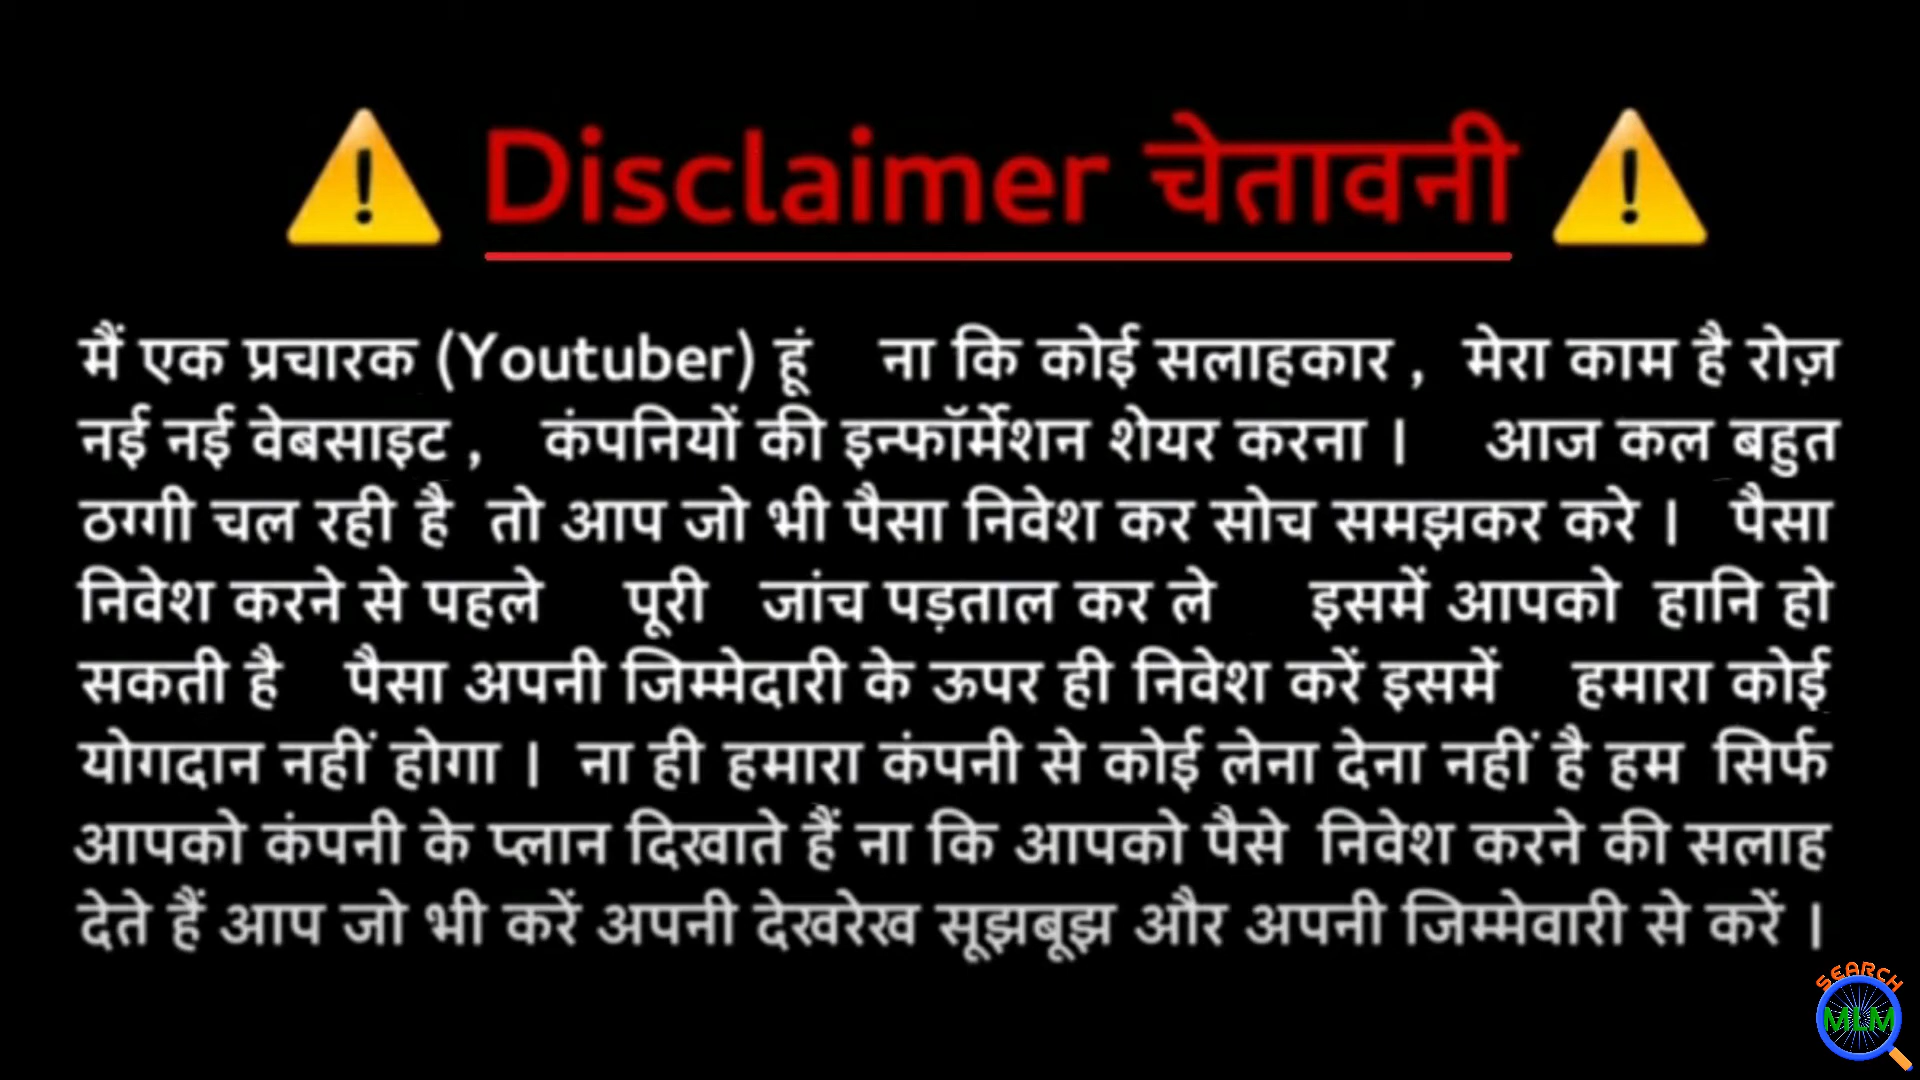 Disclaimer चेतावनी
मैं एक प्रचारक (Youtuber) हूं ना कि कोई सलाहकार , मेरा काम है रोज़
नई नई वेबसाइट , कंपनियों की इन्फॉर्मेशन शेयर करना । आज कल बहुत
ठग्गी चल रही है तो आप जो भी पैसा निवेश कर सोच समझकर करे । पैसा
निवेश करने से पहले पूरी जांच पड़ताल कर ले इसमें आपको हानि हो
सकती है पैसा अपनी जिम्मेदारी के ऊपर ही निवेश करें इसमें हमारा कोई
योगदान नहीं होगा । ना ही हमारा कंपनी से कोई लेना देना नहीं है हम सिर्फ
आपको कंपनी के प्लान दिखाते हैं ना कि आपको पैसे निवेश करने की सलाह
देते हैं आप जो भी करें अपनी देखरेख सूझबूझ और अपनी जिम्मेवारी से करें ।
SEARCH
MLM